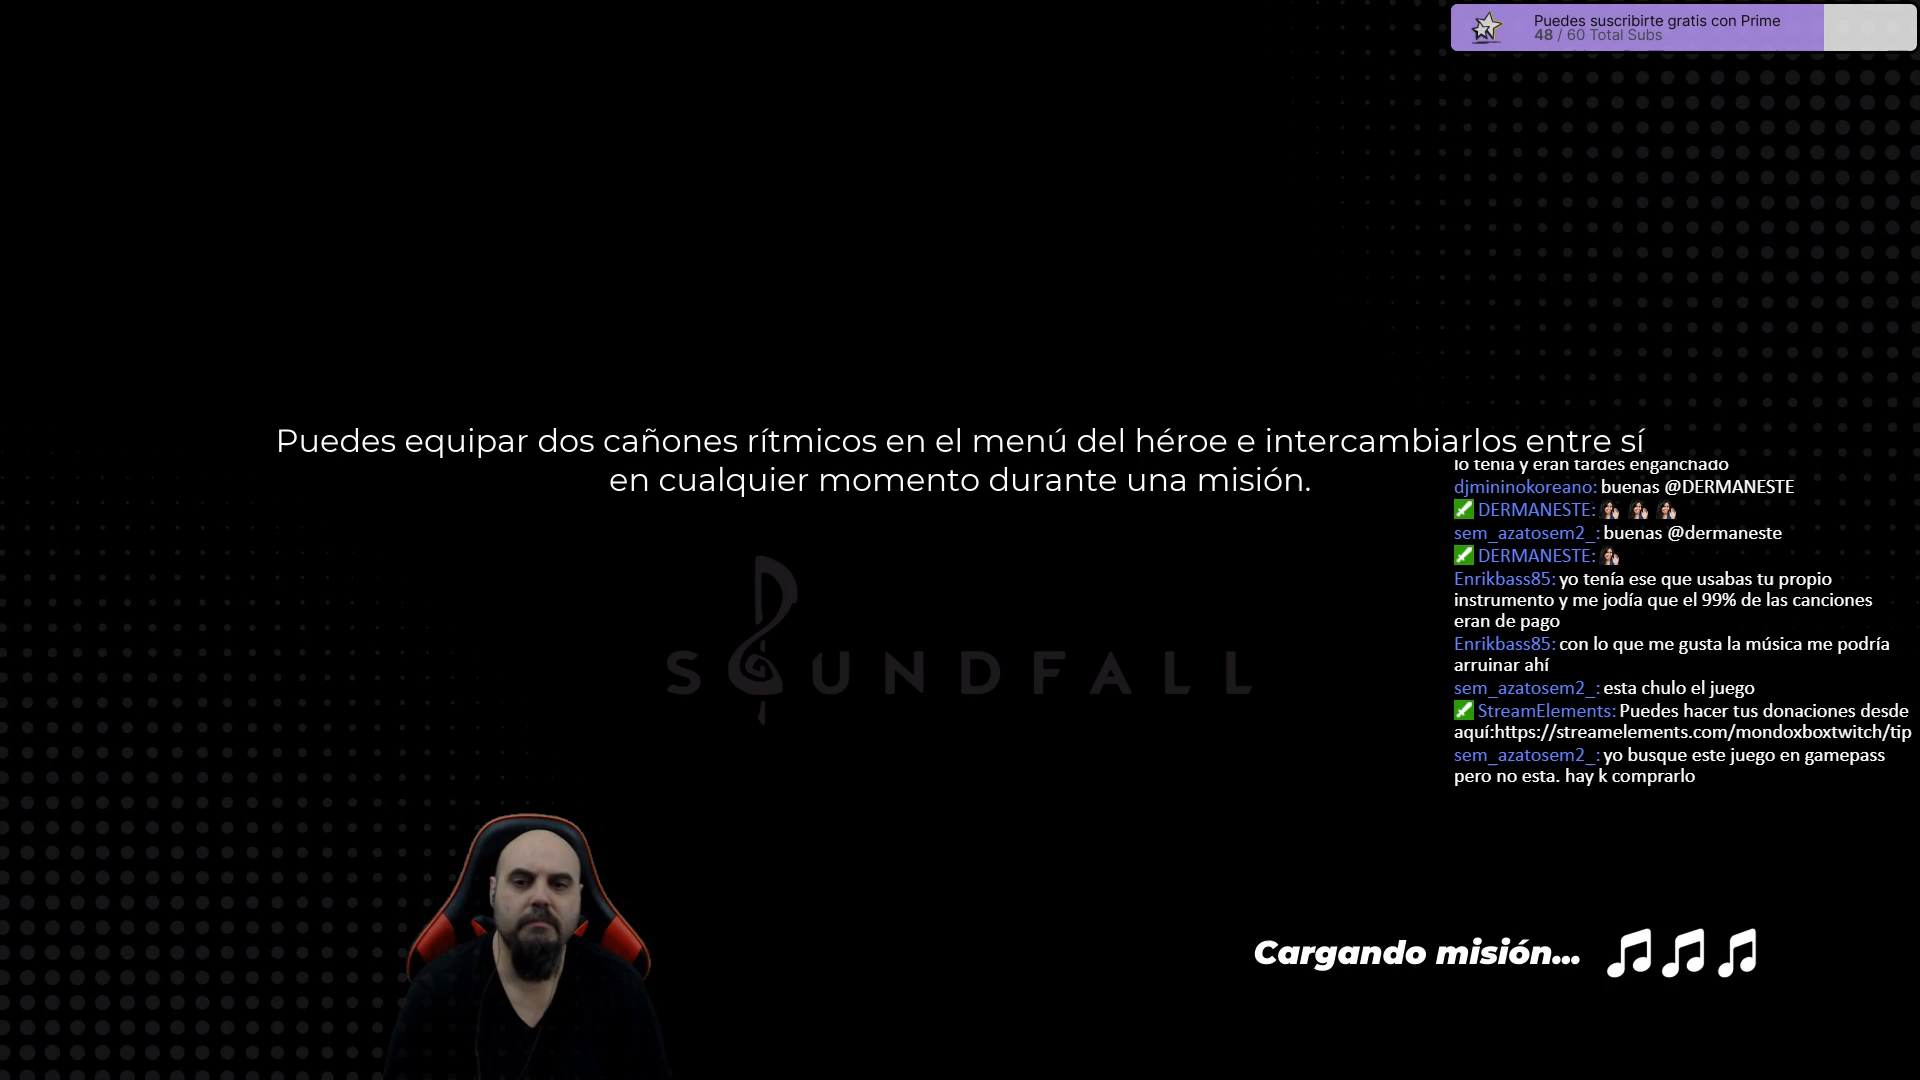 Puedes suscribirte gratis con Prime
48 / 60 Total Subs
Puedes equipar dos cañones rítmicos en el menú del héroe e intercambiarlos entre sí
en cualquier momento durante una misión.
lo tenía y eran tardes enganchado
djmininokoreano: buenas @DERMANESTE
DERMANESTE:
sem_azatosem2_: buenas @dermaneste
DERMANESTE:
Enrikbass85: yo tenía ese que usabas tu propio
instrumento y me jodía que el 99% de las canciones
eran de pago
Enrikbass85: con lo que me gusta la música me podría
arruinar ahí
sem_azatosem2_: esta chulo el juego
StreamElements: Puedes hacer tus donaciones desde
aquí:https://streamelements.com/mondoxboxtwitch/tip
sem_azatosem2_: yo busque este juego en gamepass
pero no esta. hay k comprarlo
SOUNDFALL
Cargando misión...